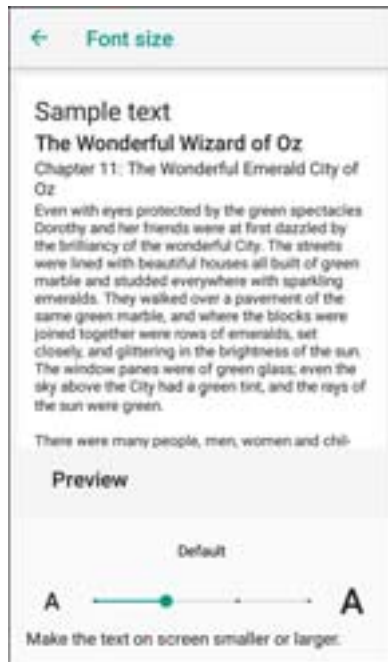 Font size
Sample text
The Wonderful Wizard of Oz
Chapter 11: The Wonderful Emerald City of
Oz
Even with eyes protected by the green spectacles
Dorothy and her friends were at first dazzled by
the brilliancy of the wonderful City. The streets
were lined with beautiful houses all built of green
marble and studded everywhere with sparkling
emeralds. They walked over a pavement of the
same green marble, and where the blocks were
joined together were rows of emeralds, set
closely, and glittering in the brightness of the sun.
The window panes were of green glass; even the
sky above the City had a green tint, and the rays of
the sun were green.
There were many people, men, women and chil-
Preview
Default
A A
Make the text on screen smaller or larger.